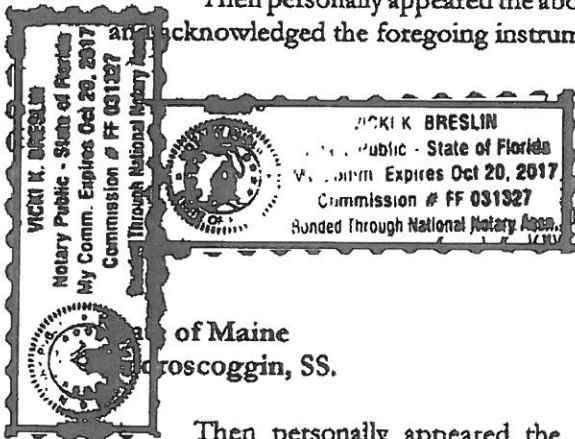 Then personally appeared the abo
acknowledged the foregoing instrum
VICKI K. BRESLIN
Notary Public - State of Florida
My Comm. Expires Oct 20, 2017
Commission # FF 031327
Through National Notary Assn.
K. BRESLIN
Public - State of Florida
Expires Oct 20, 2017
Commission # FF 031327
Bonded Through National Notary Assn.
of Maine
roscoggin, SS.
Then personally appeared the